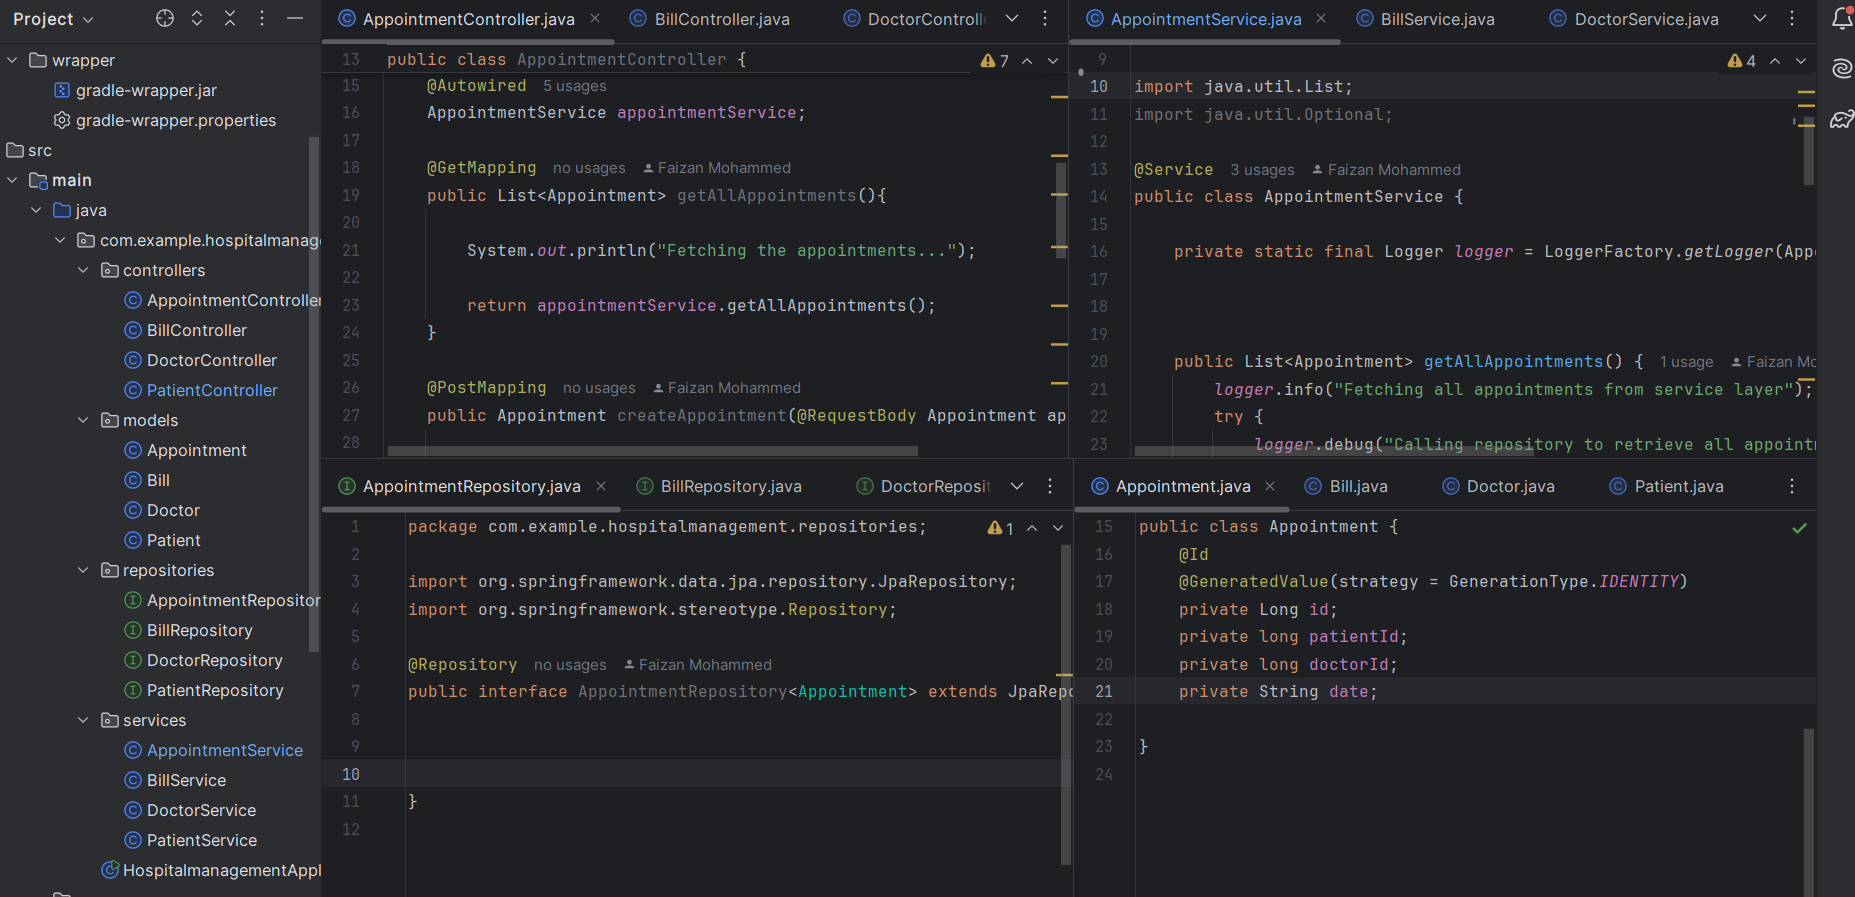 Project
wrapper
gradle-wrapper.jar
gradle-wrapper.properties
src
main
java
com.example.hospitalmanag
controllers
AppointmentController
BillController
DoctorController
PatientController
models
Appointment
Bill
Doctor
Patient
repositories
AppointmentRepositor
BillRepository
DoctorRepository
PatientRepository
services
AppointmentService
BillService
DoctorService
PatientService
HospitalmanagementAppl
AppointmentController.java BillController.java DoctorControll
13 public class AppointmentController { 7
15 @Autowired 5 usages
16 AppointmentService appointmentService;
17
18 @GetMapping no usages Faizan Mohammed
19 public List<Appointment> getAllAppointments(){
20
21 System.out.println("Fetching the appointments...");
22
23 return appointmentService.getAllAppointments();
24 }
25
26 @PostMapping no usages Faizan Mohammed
27 public Appointment createAppointment(@RequestBody Appointment ap
28
AppointmentService.java BillService.java DoctorService.java
9 4
10 import java.util.List;
11 import java.util.Optional;
12
13 @Service 3 usages Faizan Mohammed
14 public class AppointmentService {
15
16 private static final Logger logger = LoggerFactory.getLogger(App
17
18
19
20 public List<Appointment> getAllAppointments() { 1 usage Faizan Mo
21 logger.info("Fetching all appointments from service layer");
22 try {
23 logger.debug("Calling repository to retrieve all appoint
AppointmentRepository.java BillRepository.java DoctorReposit
1 package com.example.hospitalmanagement.repositories; 1
2
3 import org.springframework.data.jpa.repository.JpaRepository;
4 import org.springframework.stereotype.Repository;
5
6 @Repository no usages Faizan Mohammed
7 public interface AppointmentRepository<Appointment> extends JpaRepo
8
9
10
11 }
12
Appointment.java Bill.java Doctor.java Patient.java
15 public class Appointment {
16 @Id
17 @GeneratedValue(strategy = GenerationType.IDENTITY)
18 private Long id;
19 private long patientId;
20 private long doctorId;
21 private String date;
22
23 }
24